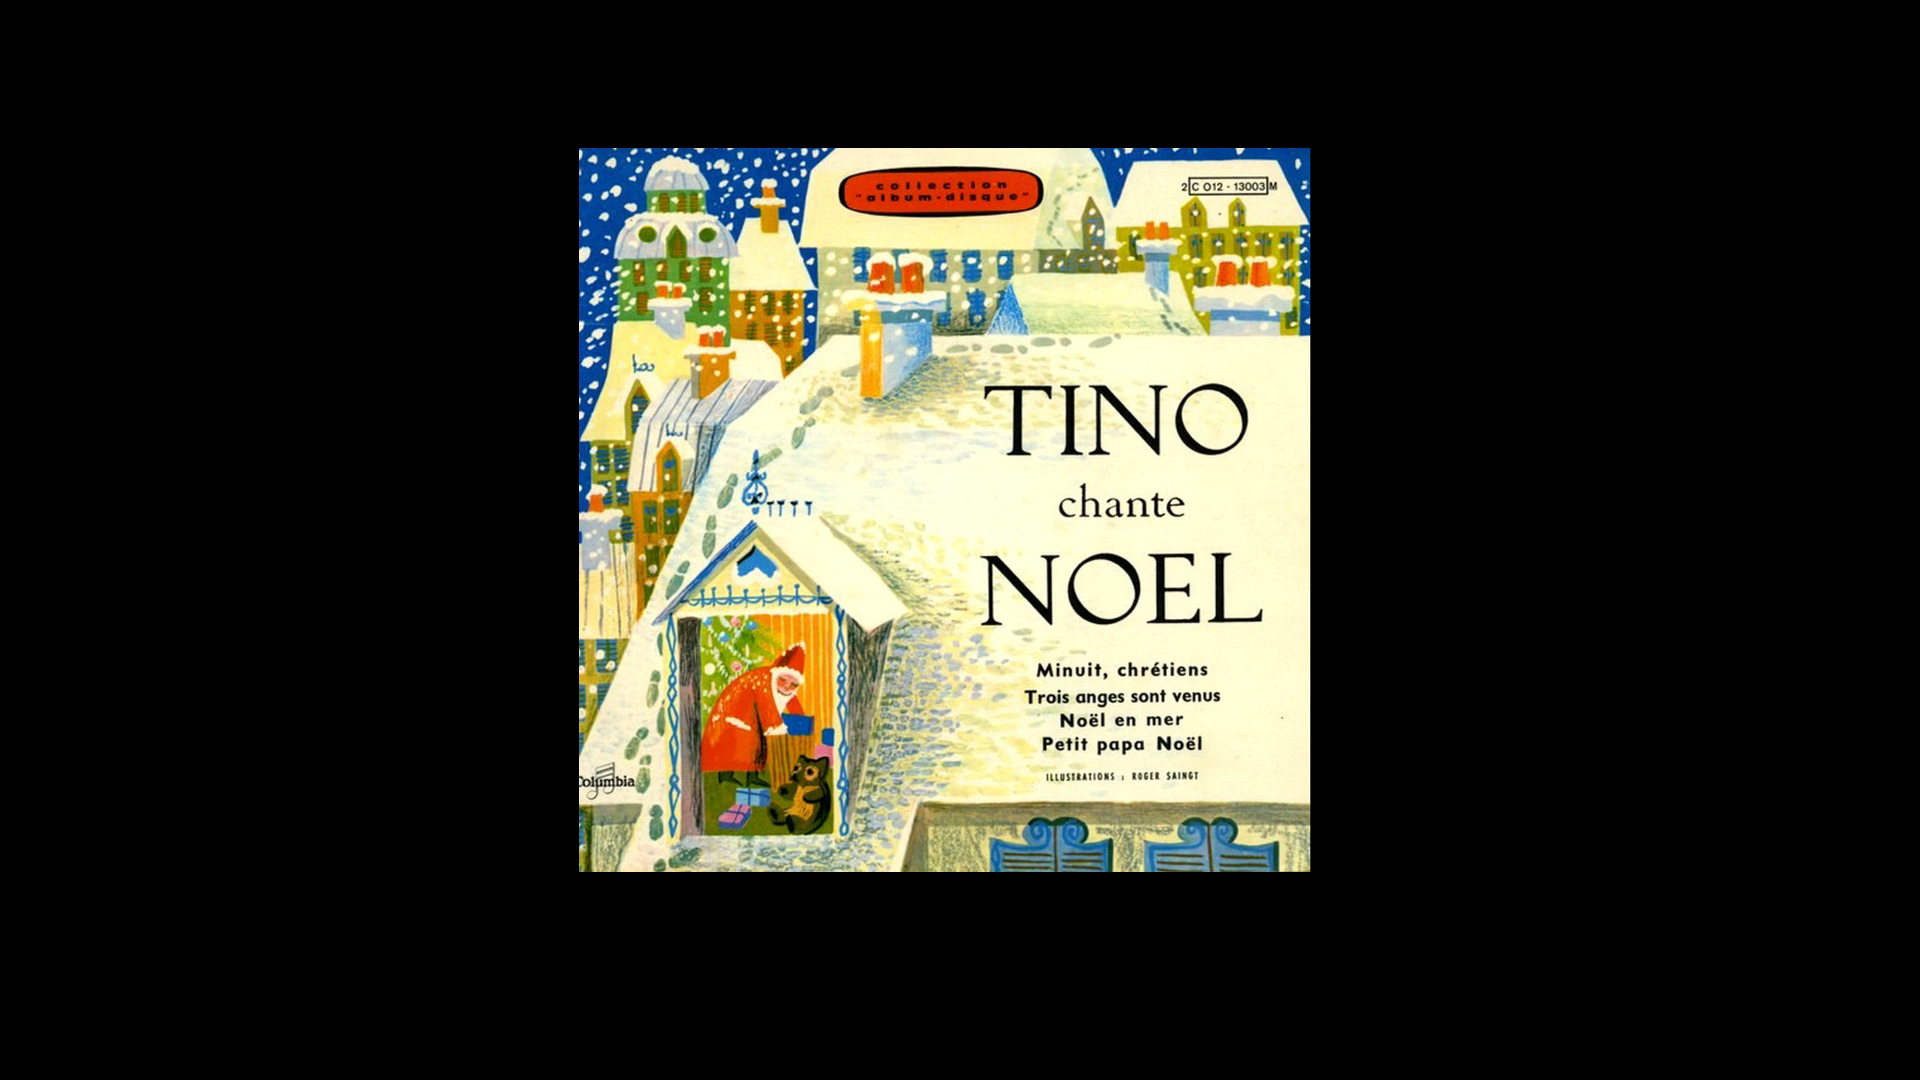 collection
"album-disque"
2 C 012 - 13003 M
TINO
chante
NOEL
Minuit, chrétiens
Trois anges sont venus
Noël en mer
Petit papa Noël
ILLUSTRATIONS : ROGER SAINGT
Columbia